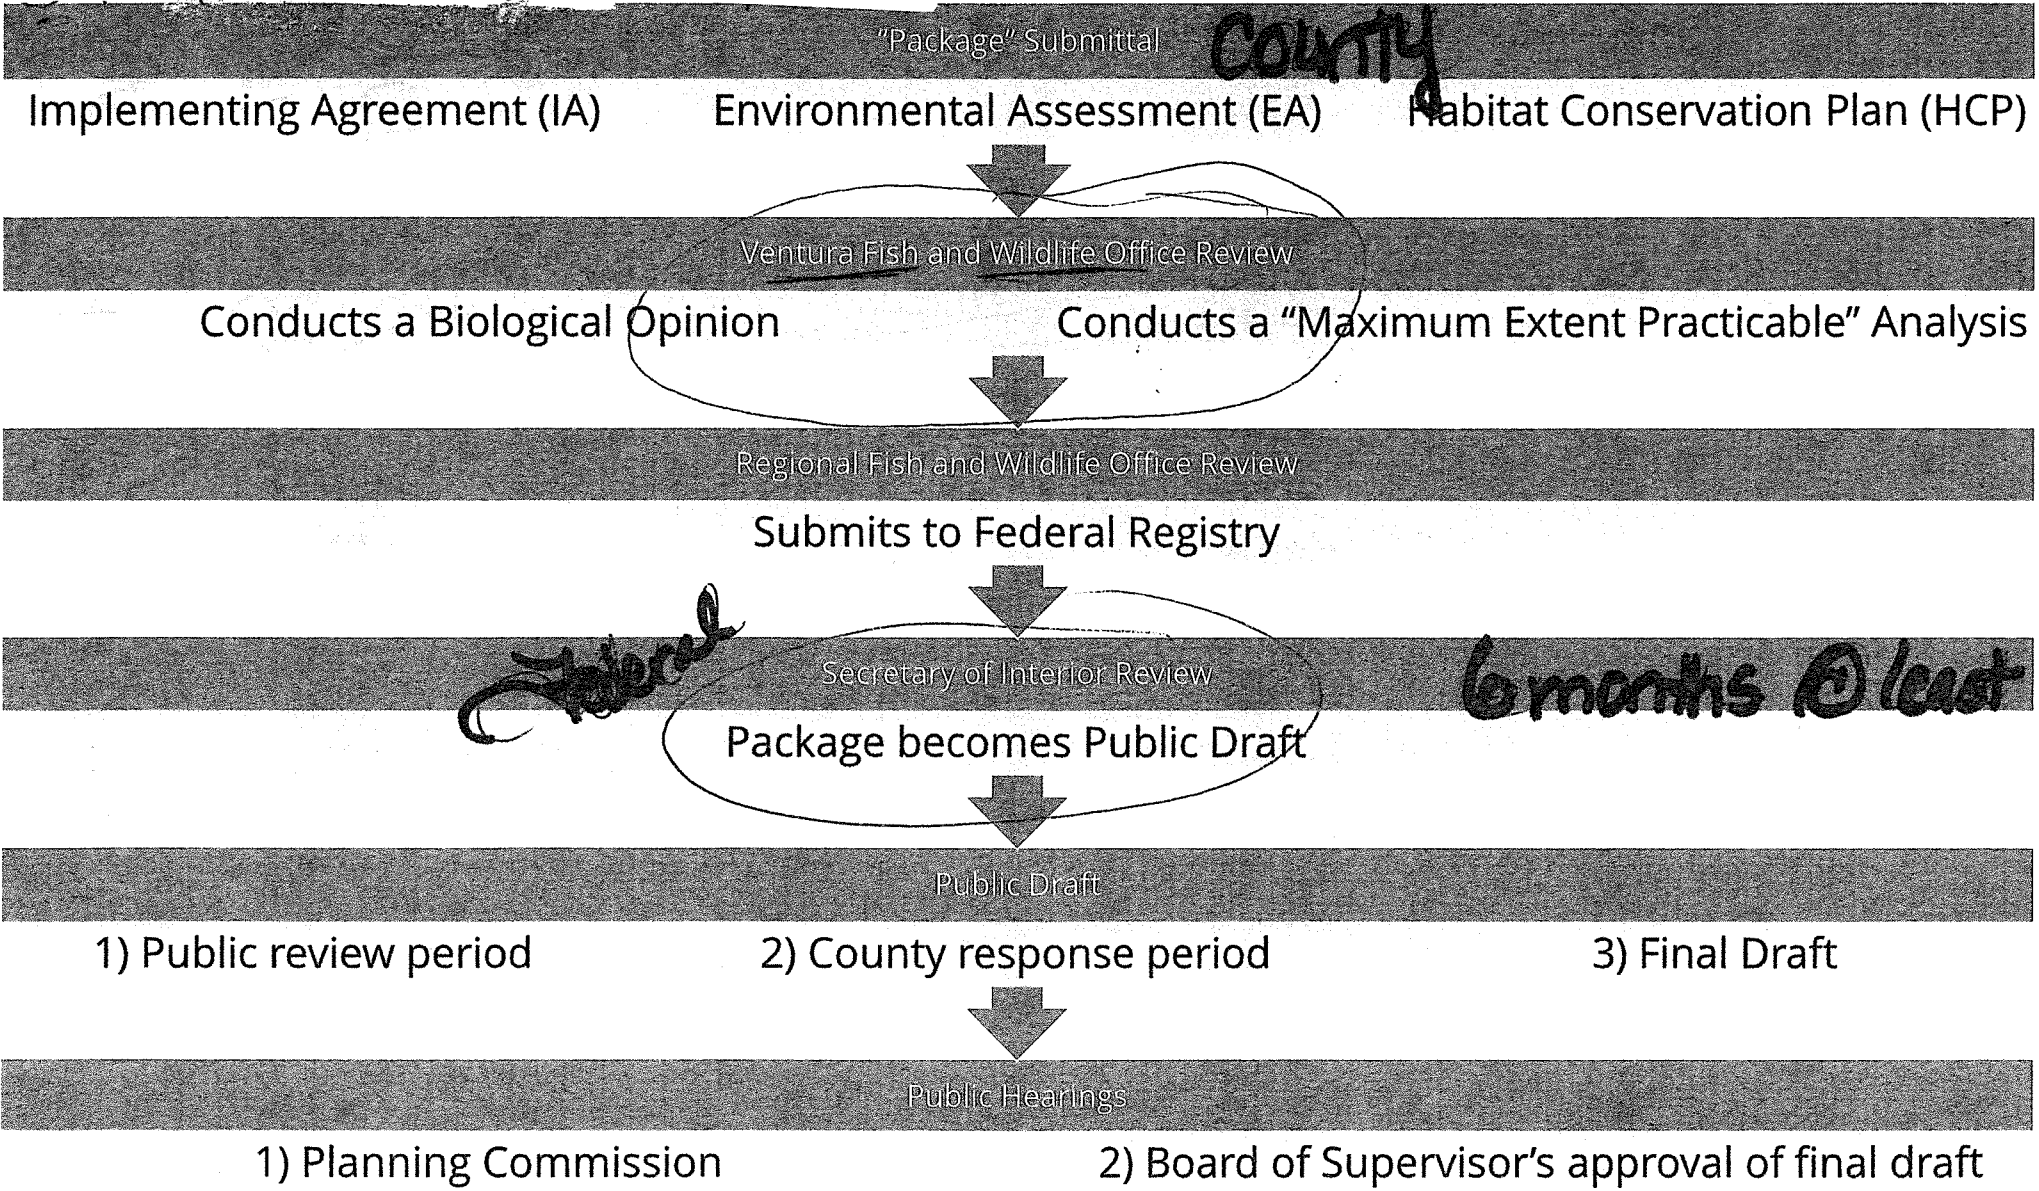 "Package" Submittal COUNTY
Implementing Agreement (IA) Environmental Assessment (EA) Habitat Conservation Plan (HCP)
Ventura Fish and Wildlife Office Review
Conducts a Biological Opinion Conducts a “Maximum Extent Practicable” Analysis
Regional Fish and Wildlife Office Review
Submits to Federal Registry
Federal Secretary of Interior Review 6 months @ least
Package becomes Public Draft
Public Draft
1) Public review period 2) County response period 3) Final Draft
Public Hearings
1) Planning Commission 2) Board of Supervisor’s approval of final draft